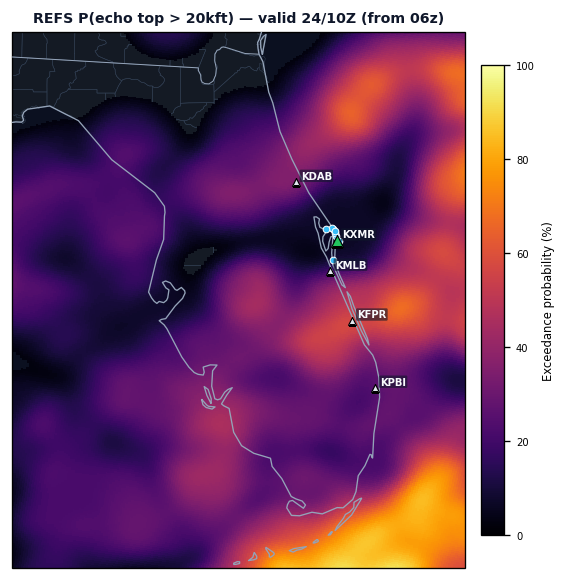 REFS P(echo top > 20kft) — valid 24/10Z (from 06z)
KDAB
KXMR
KMLB
KFPR
KPBI
100
80
60
40
20
0
Exceedance probability (%)